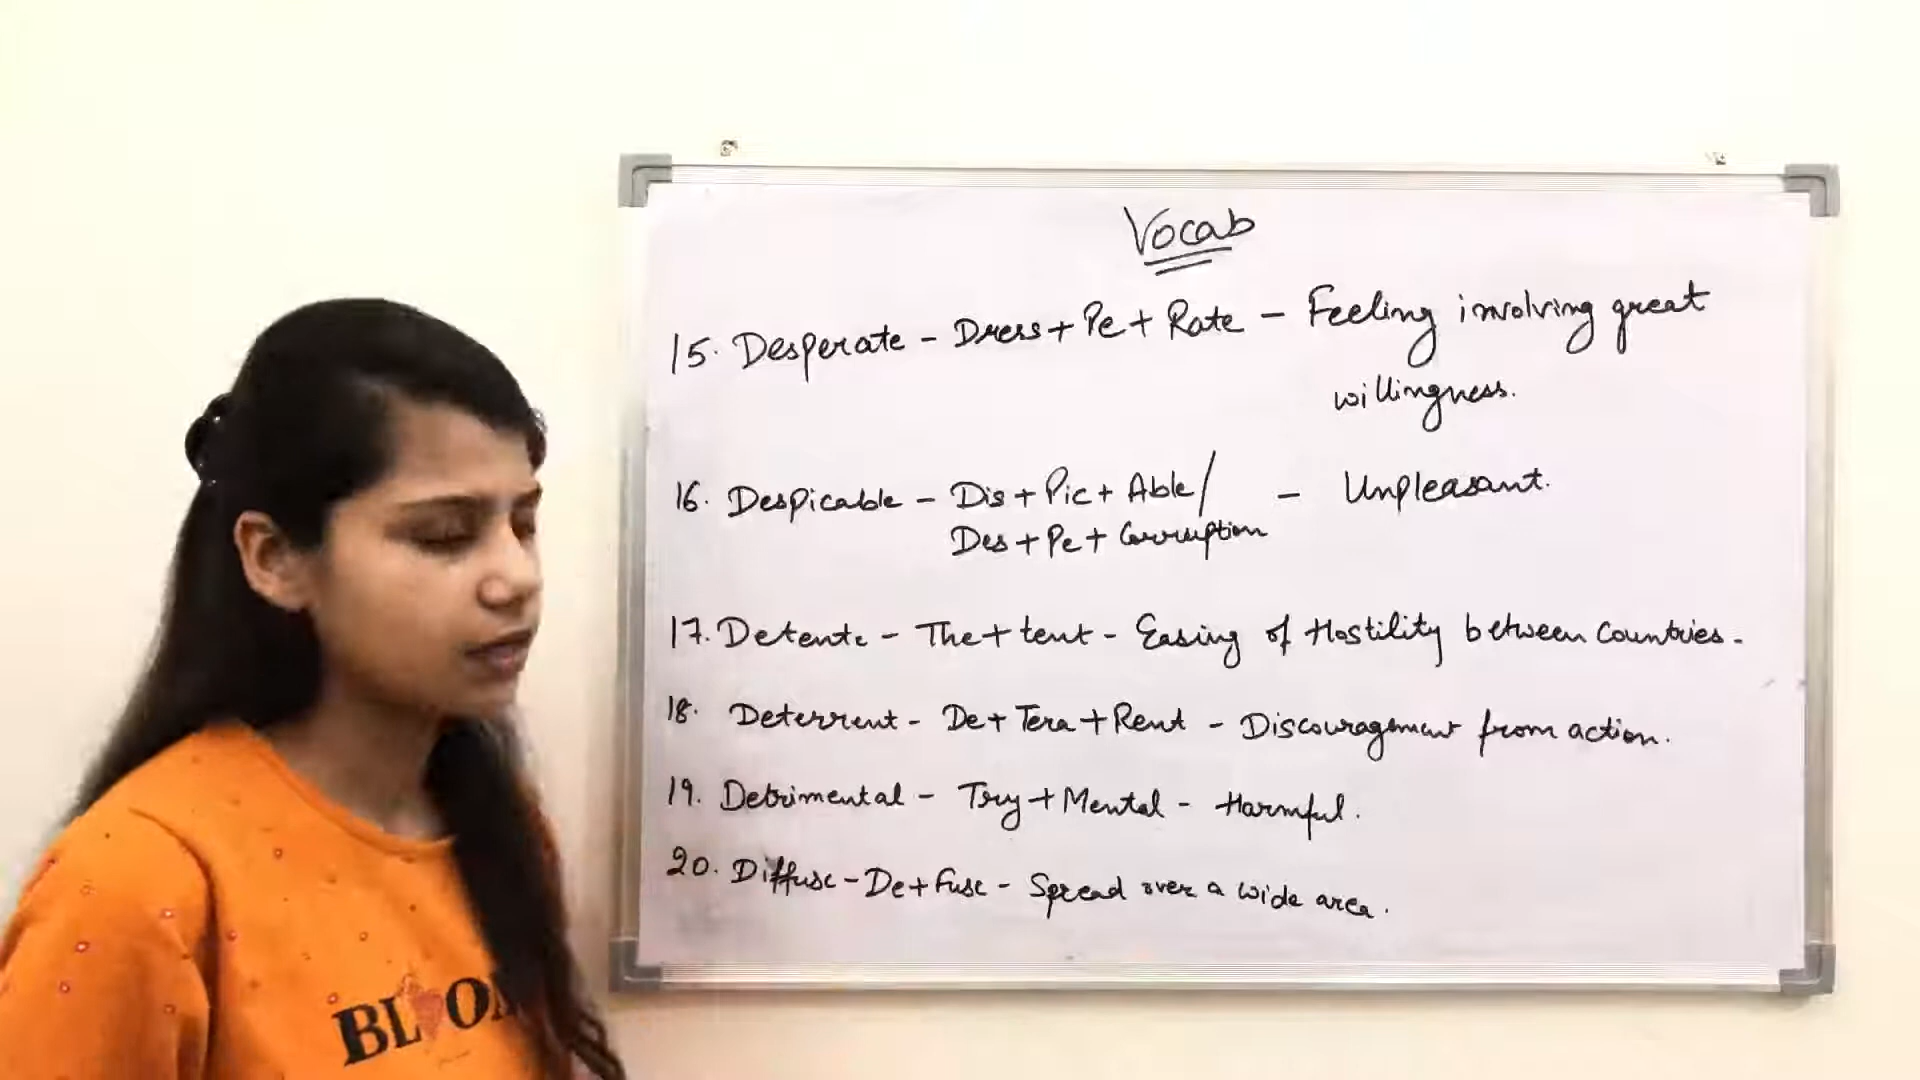 Vocab
15. Desperate - Dress + Pe + Rate - Feeling involving great
willingness.
16. Despicable - Dis + Pic + Able/ - Unpleasant.
Des + Pe + Corruption
17. Detente - The + tent - Easing of Hostility between Countries.
18. Deterrent - De + Tera + Rent - Discouragement from action.
19. Detrimental - Try + Mental - Harmful.
20. Diffuse - De + Fuse - Spread over a wide area.
BLOOM